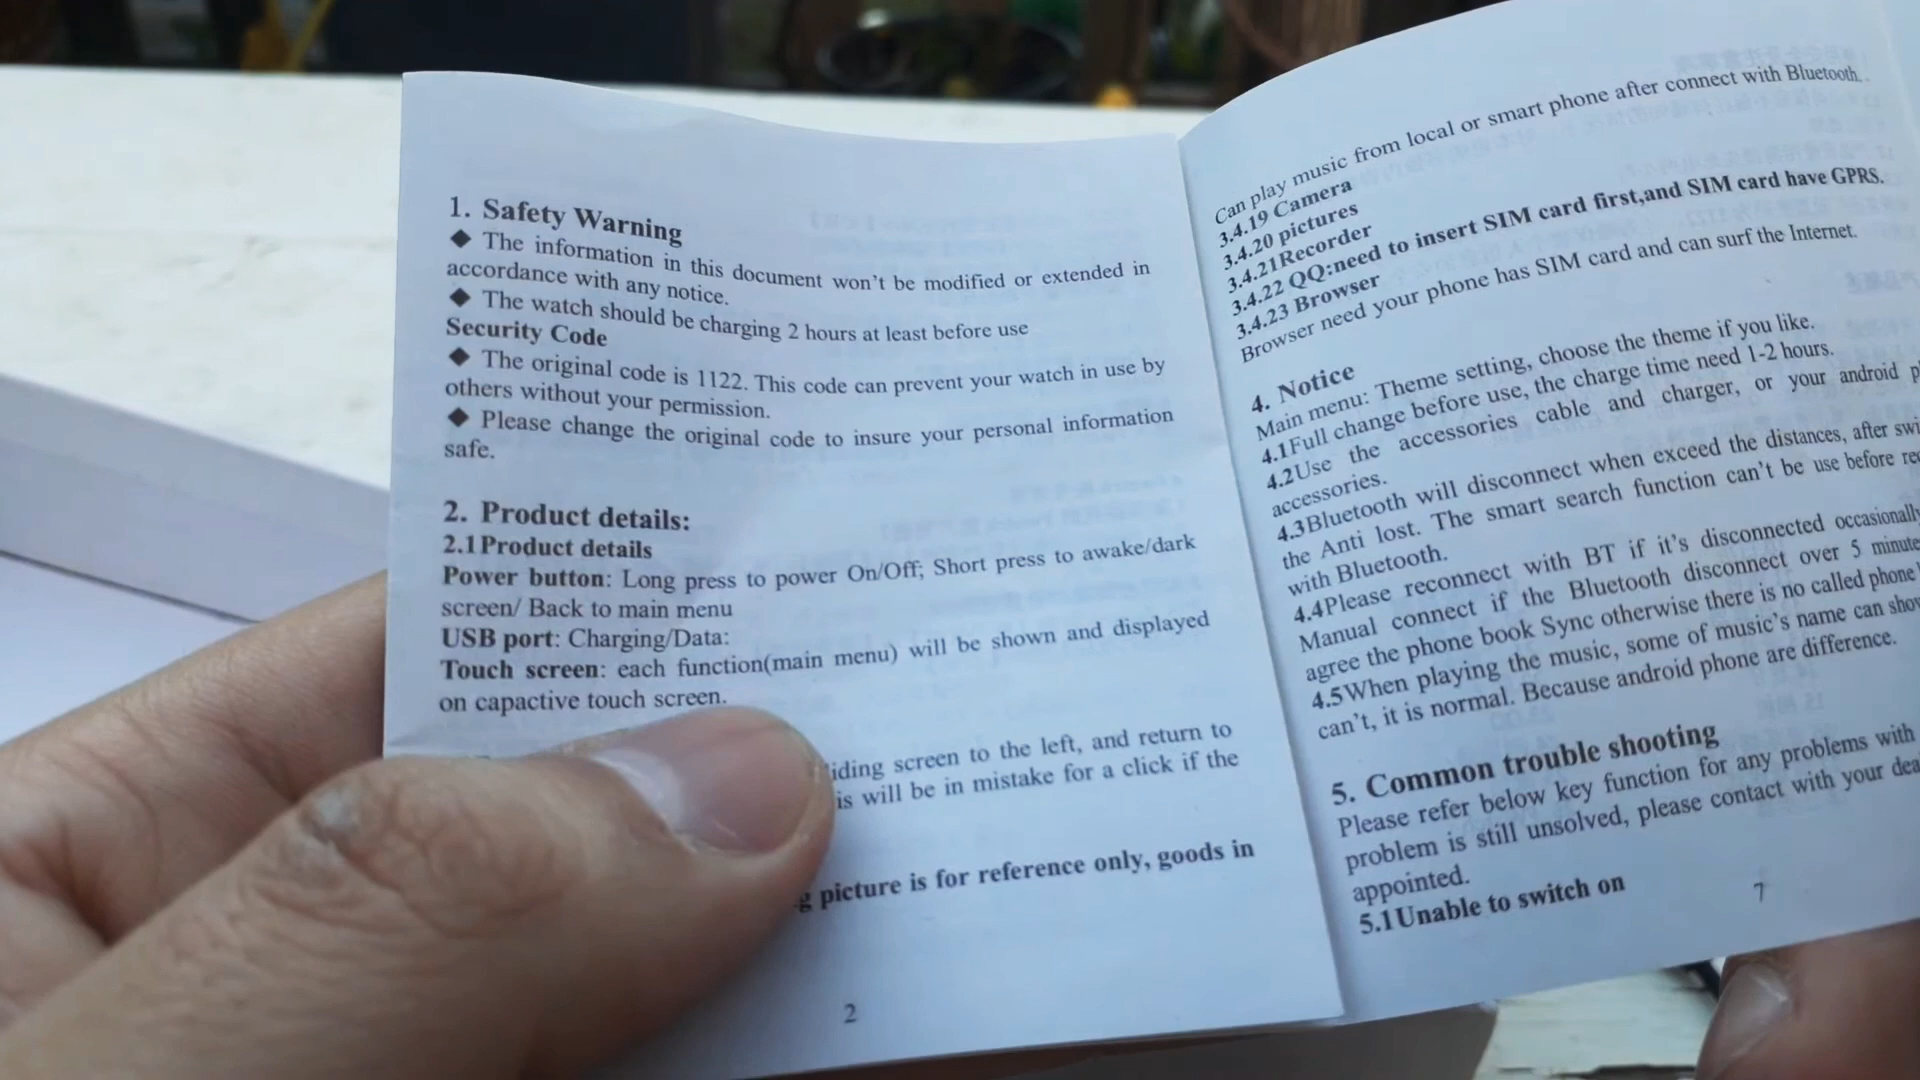 1. Safety Warning
◆ The information in this document won't be modified or extended in
accordance with any notice.
◆ The watch should be charging 2 hours at least before use
Security Code
◆ The original code is 1122. This code can prevent your watch in use by
others without your permission.
◆ Please change the original code to insure your personal information
safe.
2. Product details:
2.1Product details
Power button: Long press to power On/Off; Short press to awake/dark
screen/ Back to main menu
USB port: Charging/Data:
Touch screen: each function(main menu) will be shown and displayed
on capactive touch screen.
screen to the left, and return to
will be in mistake for a click if the
picture is for reference only, goods in
2
Can play music from local or smart phone after connect with Bluetooth.
3.4.19 Camera
3.4.20 pictures
3.4.21Recorder
3.4.22 QQ:need to insert SIM card first,and SIM card have GPRS.
3.4.23 Browser
Browser need your phone has SIM card and can surf the Internet.
4. Notice
Main menu: Theme setting, choose the theme if you like.
4.1Full change before use, the charge time need 1-2 hours.
4.2Use the accessories cable and charger, or your android
accessories.
4.3Bluetooth will disconnect when exceed the distances, after
the Anti lost. The smart search function can't be use before
with Bluetooth.
4.4Please reconnect with BT if it's disconnected occasionally
Manual connect if the Bluetooth disconnect over 5
agree the phone book Sync otherwise there is no called phone
4.5When playing the music, some of music's name can
can't, it is normal. Because android phone are difference.
5. Common trouble shooting
Please refer below key function for any problems with
problem is still unsolved, please contact with your
appointed.
5.1Unable to switch on
7